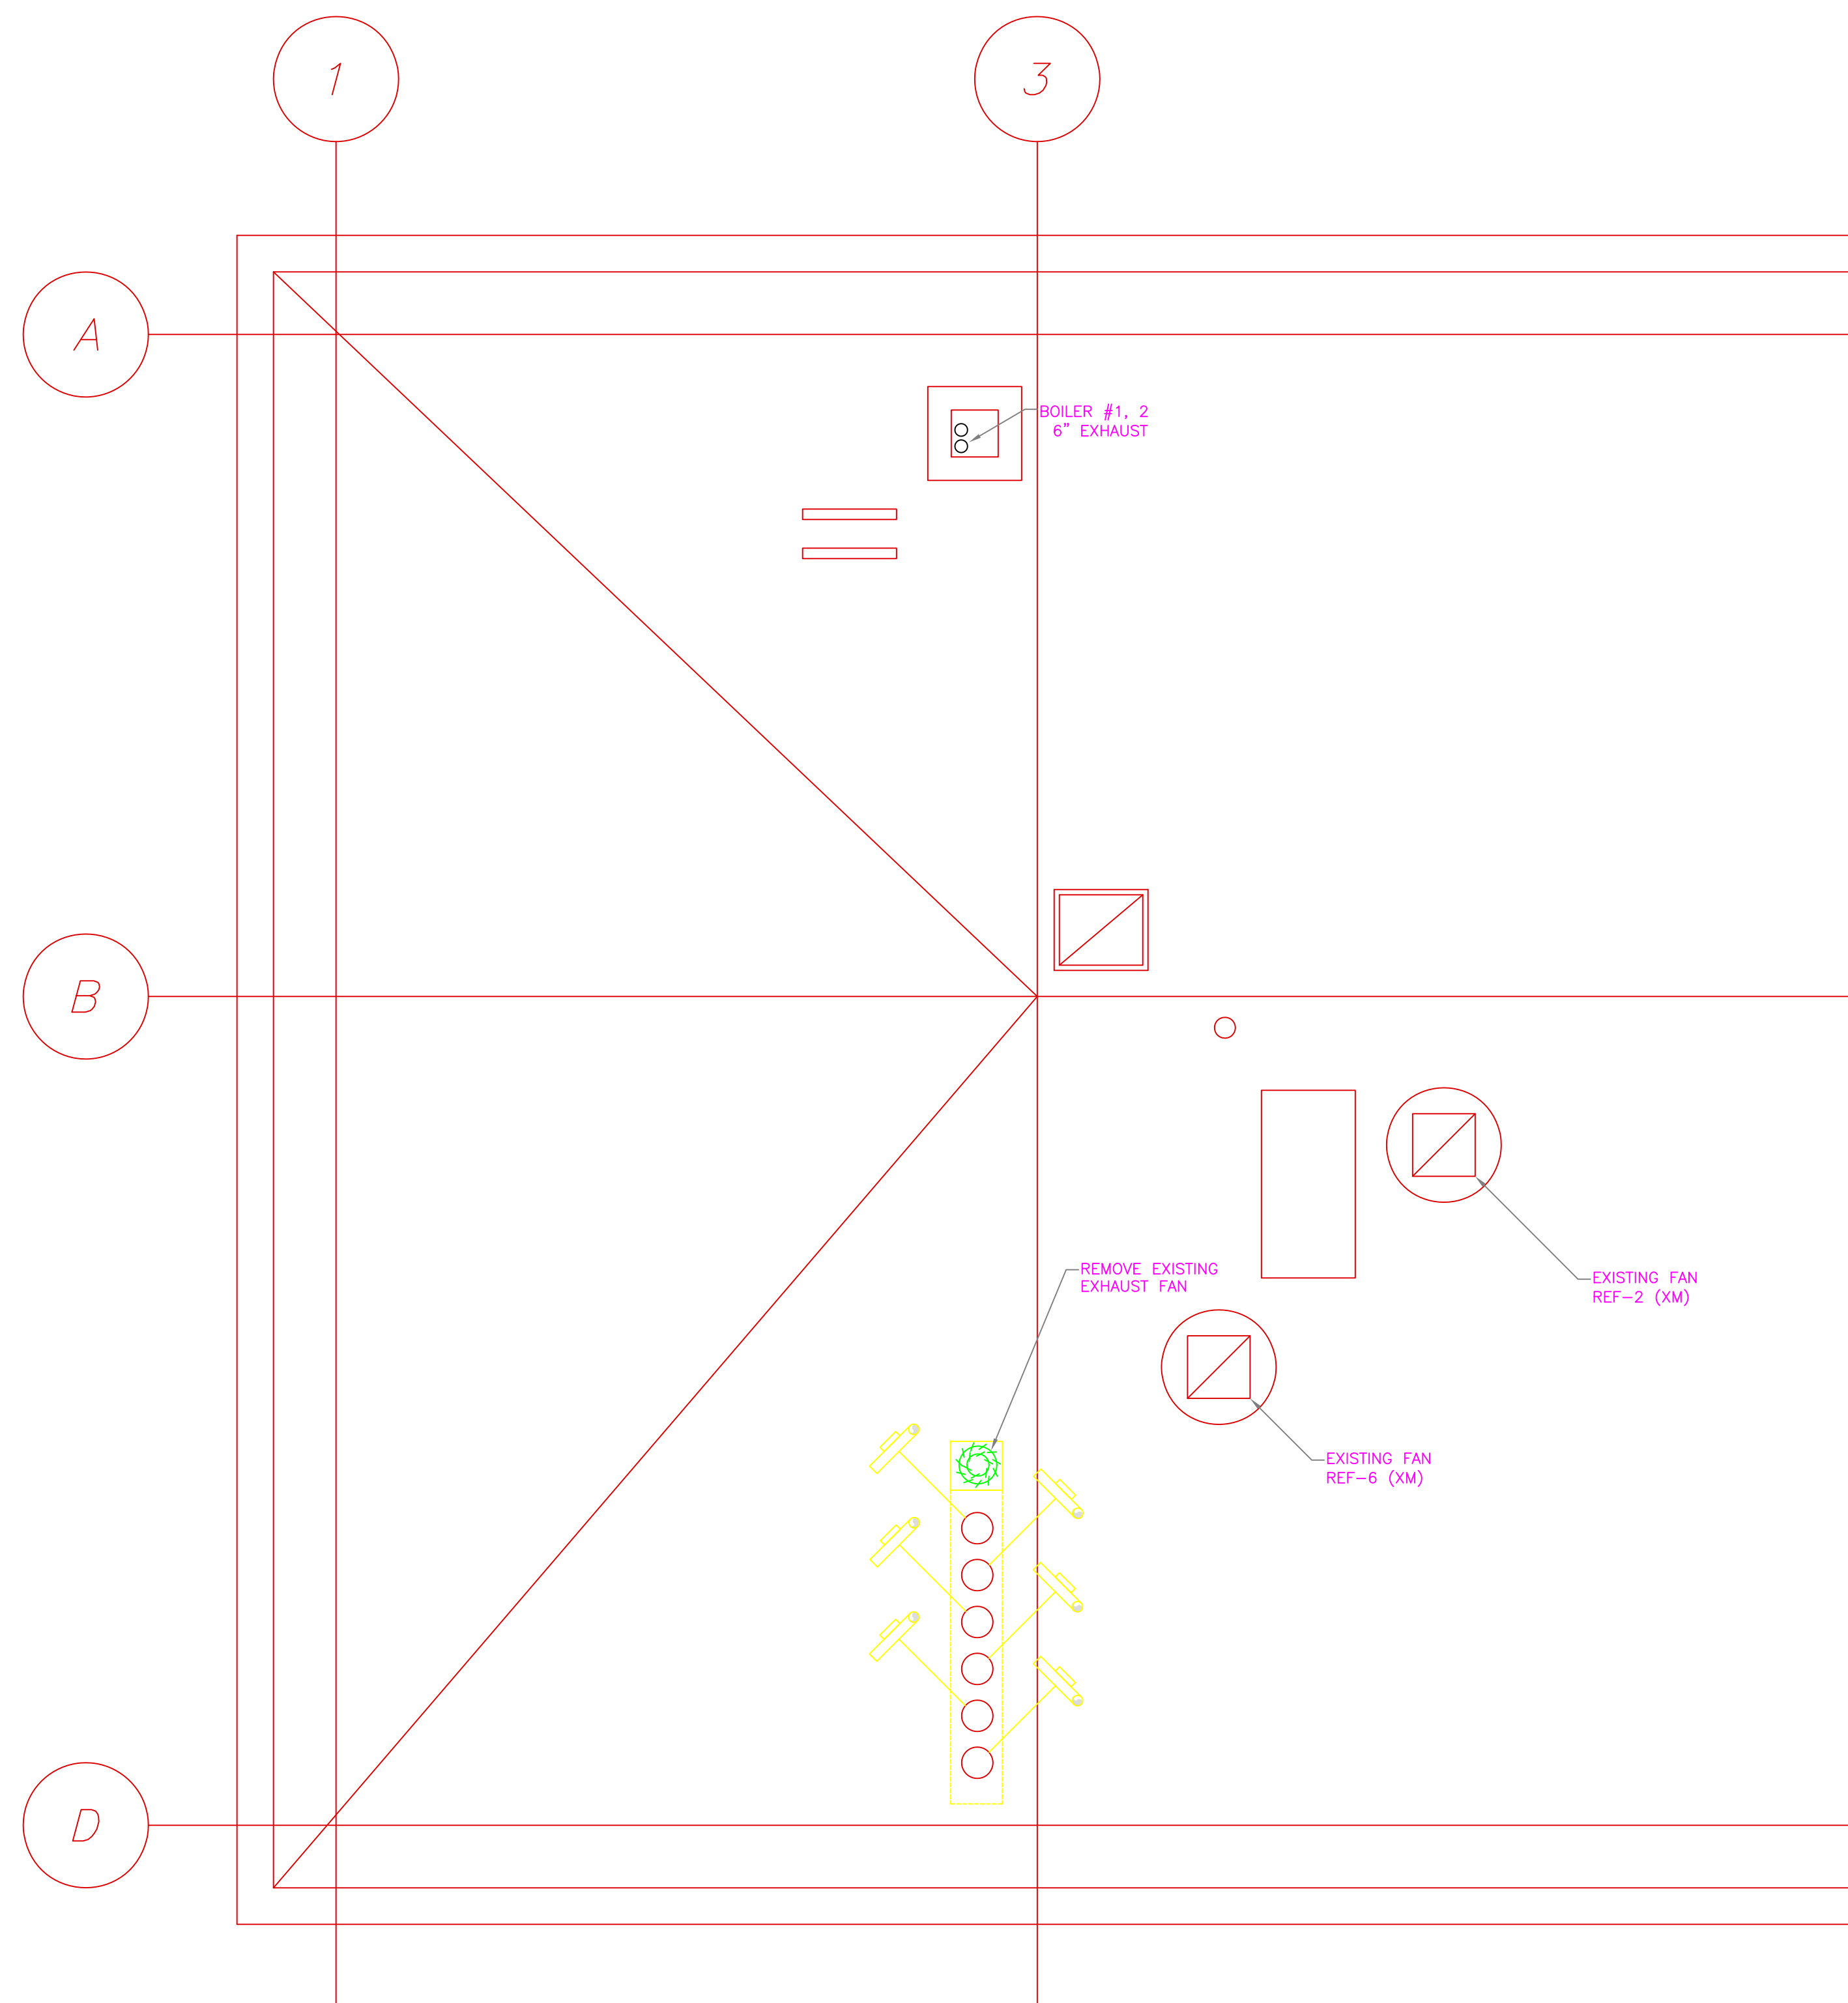 1
3
A
BOILER #1, 2
6" EXHAUST
B
REMOVE EXISTING
EXHAUST FAN
EXISTING FAN
REF-2 (XM)
EXISTING FAN
REF-6 (XM)
D